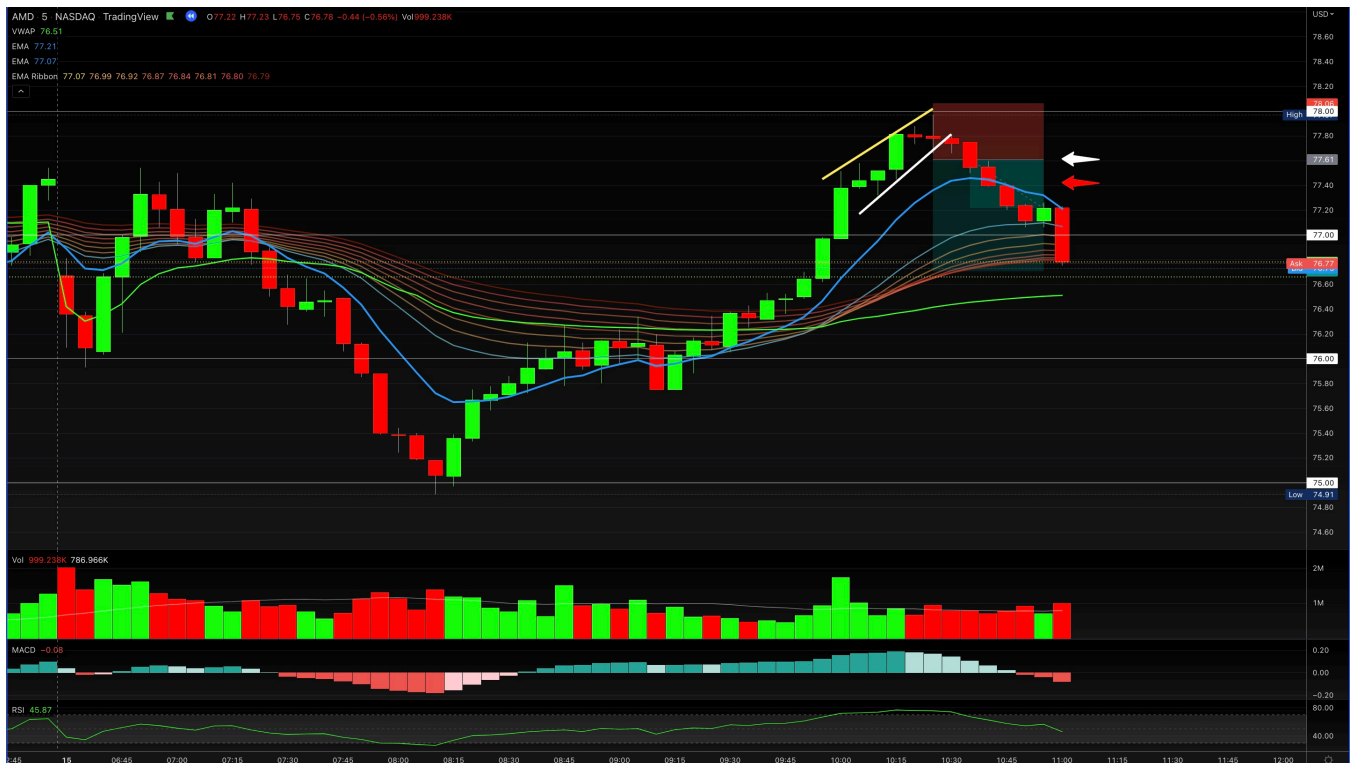 AMD · 5 · NASDAQ · TradingView O77.22 H77.23 L76.75 C76.78 −0.44 (−0.56%) Vol999.238K
VWAP 76.51
EMA 77.21
EMA 77.07
EMA Ribbon 77.07 76.99 76.92 76.87 76.84 76.81 76.80 76.79
USD
78.60
78.40
78.20
78.06
78.00
High
77.80
77.61
77.40
77.20
77.00
Ask 76.77
76.60
76.40
76.20
76.00
75.80
75.60
75.40
75.20
75.00
Low 74.91
74.80
74.60
Vol 999.238K 786.966K
2M
1M
MACD −0.08
0.20
0.00
−0.20
RSI 45.87
80.00
40.00
2:45 15 06:45 07:00 07:15 07:30 07:45 08:00 08:15 08:30 08:45 09:00 09:15 09:30 09:45 10:00 10:15 10:30 10:45 11:00 11:15 11:30 11:45 12:00